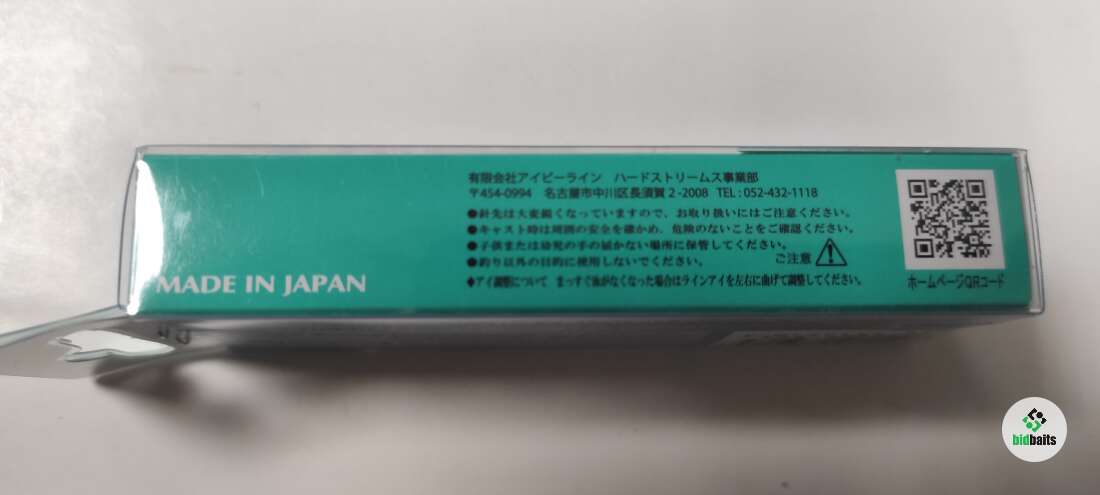 有限会社アイビーライン ハードストリームス事業部
〒454-0994 名古屋市中川区長須賀2-2008 TEL:052-432-1118
●針先は大変鋭くなっていますので、お取り扱いにはご注意ください。
●キャスト時は周囲の安全を確かめ、危険のないことをご確認ください。
●子供または幼児の手の届かない場所に保管してください。
●釣り以外の目的に使用しないでください。
ご注意
●アイ調整について、まっすぐ泳がなくなった場合はラインアイを左右に曲げて調整してください。
ホームページQRコード
MADE IN JAPAN
bidbaits